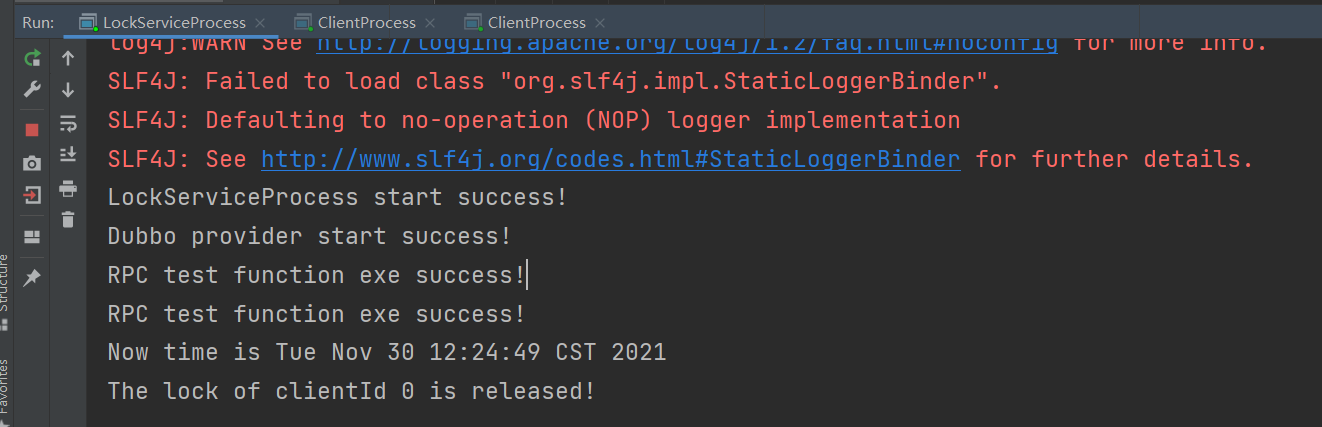 Run: LockServiceProcess × ClientProcess × ClientProcess ×
log4j:WARN See http://logging.apache.org/log4j/1.2/faq.html#noconfig for more info.
SLF4J: Failed to load class "org.slf4j.impl.StaticLoggerBinder".
SLF4J: Defaulting to no-operation (NOP) logger implementation
SLF4J: See http://www.slf4j.org/codes.html#StaticLoggerBinder for further details.
LockServiceProcess start success!
Dubbo provider start success!
RPC test function exe success!
RPC test function exe success!
Now time is Tue Nov 30 12:24:49 CST 2021
The lock of clientId 0 is released!
Structure
Favorites